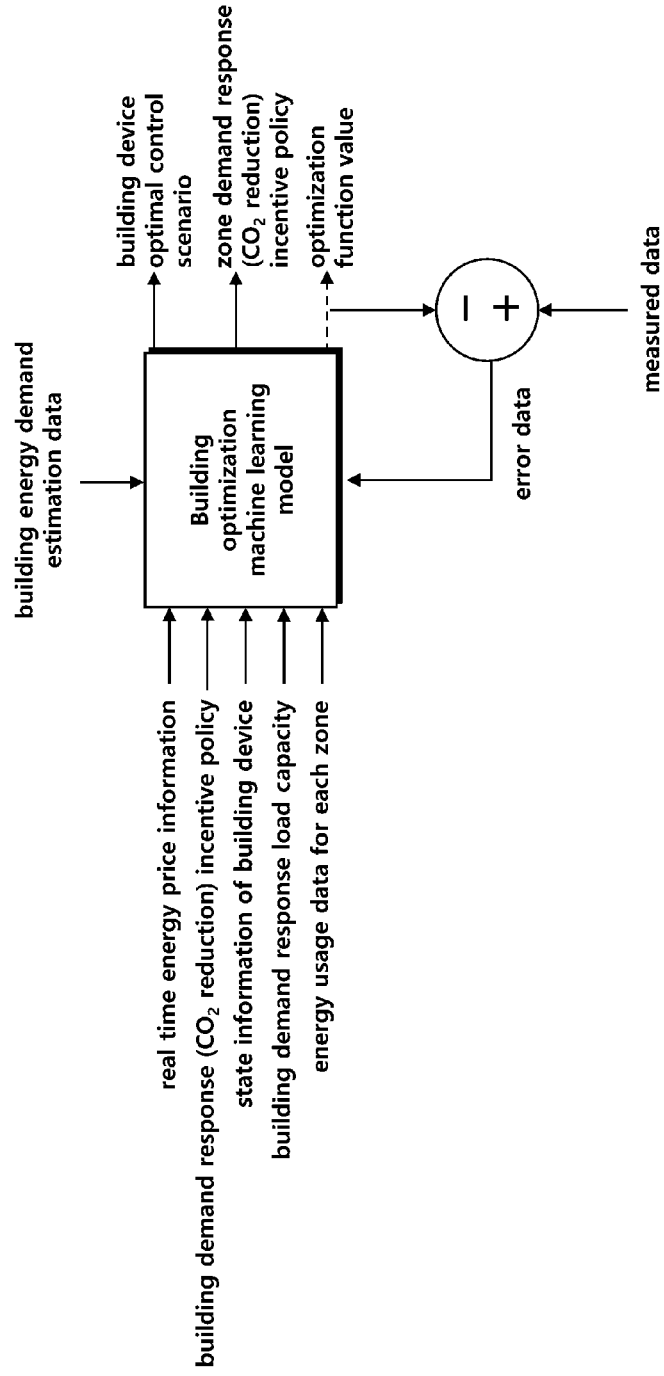 building energy demand
estimation data
real time energy price information
building demand response (CO₂ reduction) incentive policy
state information of building device
building demand response load capacity
energy usage data for each zone
Building
optimization
machine learning
model
building device
optimal control
scenario
zone demand response
(CO₂ reduction)
incentive policy
optimization
function value
−
+
error data
measured data